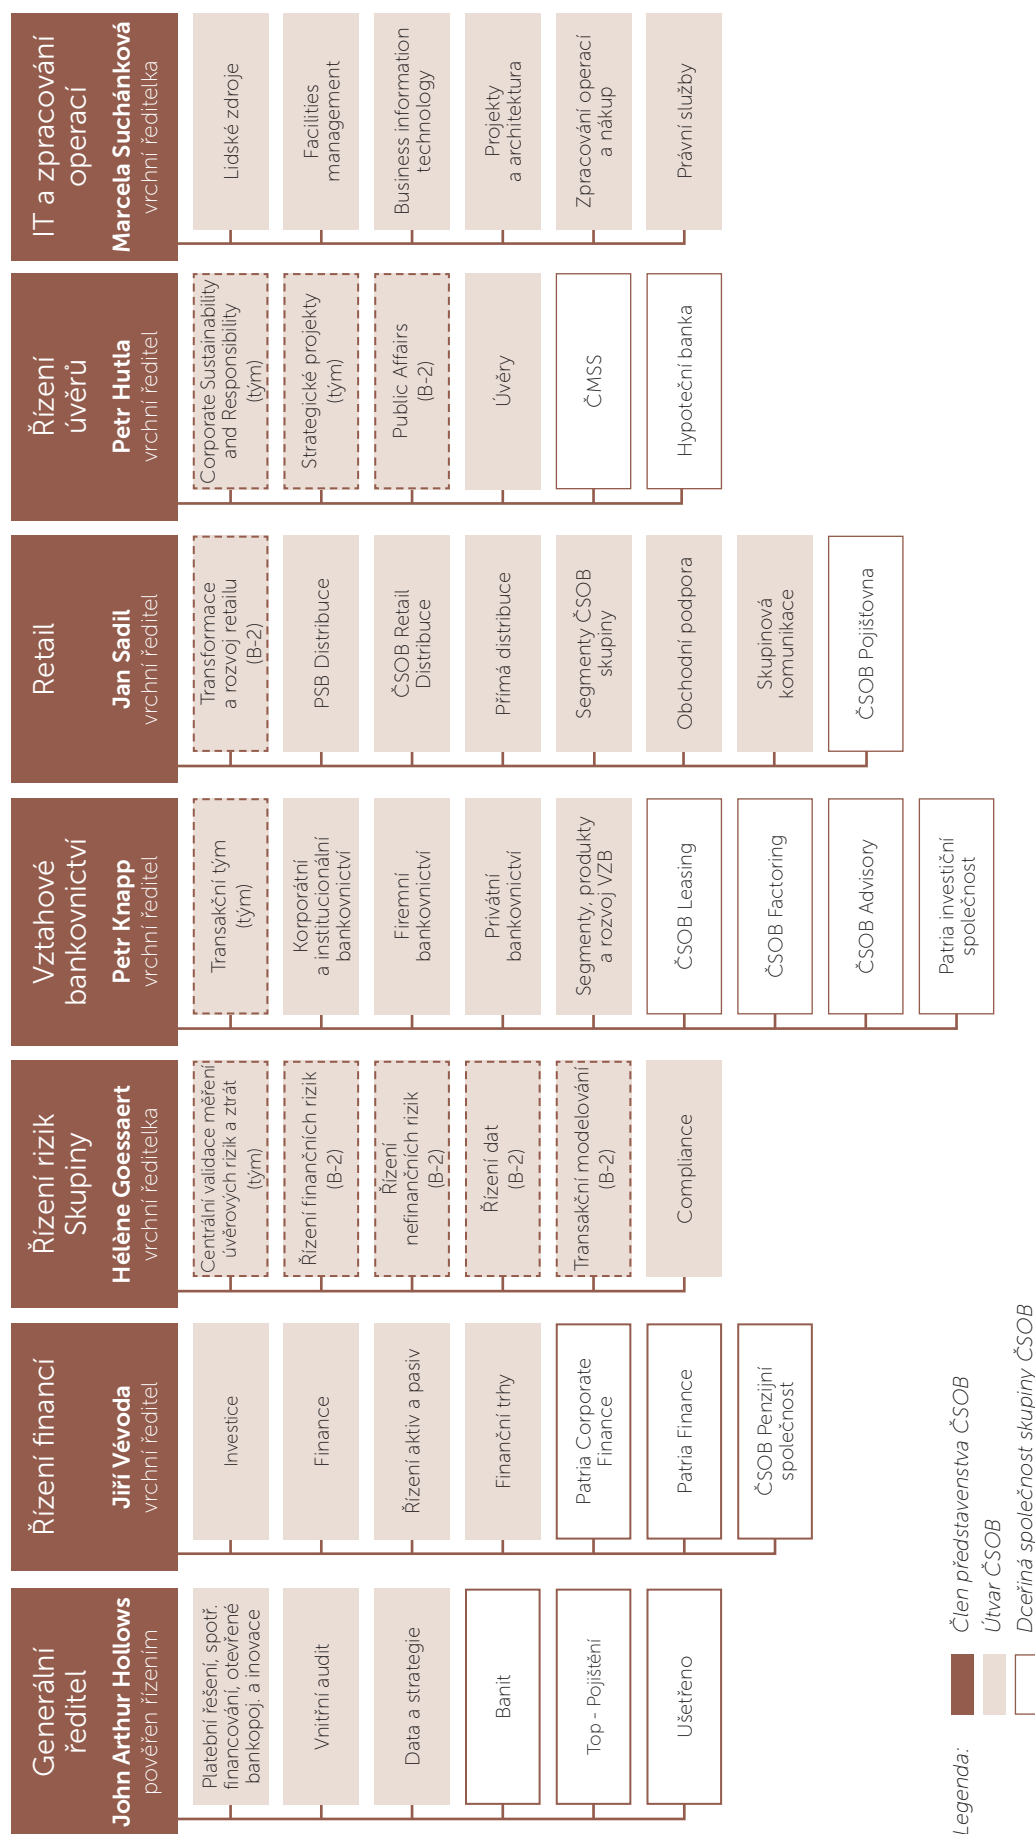 Generální
ředitel
John Arthur Hollows
pověřen řízením
Platební řešení, spotř.
financování, otevřené
bankopoj. a inovace
Vnitřní audit
Data a strategie
Banit
Top - Pojištění
Ušetřeno
Řízení financí
Jiří Vévoda
vrchní ředitel
Investice
Finance
Řízení aktiv a pasiv
Finanční trhy
Patria Corporate
Finance
Patria Finance
ČSOB Penzijní
společnost
Řízení rizik
Skupiny
Hélène Goessaert
vrchní ředitelka
Centrální validace měření
úvěrových rizik a ztrát
(tým)
Řízení finančních rizik
(B-2)
Řízení
nefinančních rizik
(B-2)
Řízení dat
(B-2)
Transakční modelování
(B-2)
Compliance
Vztahové
bankovnictví
Petr Knapp
vrchní ředitel
Transakční tým
(tým)
Korporátní
a institucionální
bankovnictví
Firemní
bankovnictví
Privátní
bankovnictví
Segmenty, produkty
a rozvoj VZB
ČSOB Leasing
ČSOB Factoring
ČSOB Advisory
Patria investiční
společnost
Retail
Jan Sadil
vrchní ředitel
Transformace
a rozvoj retailu
(B-2)
PSB Distribuce
ČSOB Retail
Distribuce
Přímá distribuce
Segmenty ČSOB
skupiny
Obchodní podpora
Skupinová
komunikace
ČSOB Pojišťovna
Řízení
úvěrů
Petr Hutla
vrchní ředitel
Corporate Sustainability
and Responsibility
(tým)
Strategické projekty
(tým)
Public Affairs
(B-2)
Úvěry
ČMSS
Hypoteční banka
IT a zpracování
operací
Marcela Suchánková
vrchní ředitelka
Lidské zdroje
Facilities
management
Business information
technology
Projekty
a architektura
Zpracování operací
a nákup
Právní služby
Legenda:
Člen představenstva ČSOB
Útvar ČSOB
Dceřiná společnost skupiny ČSOB